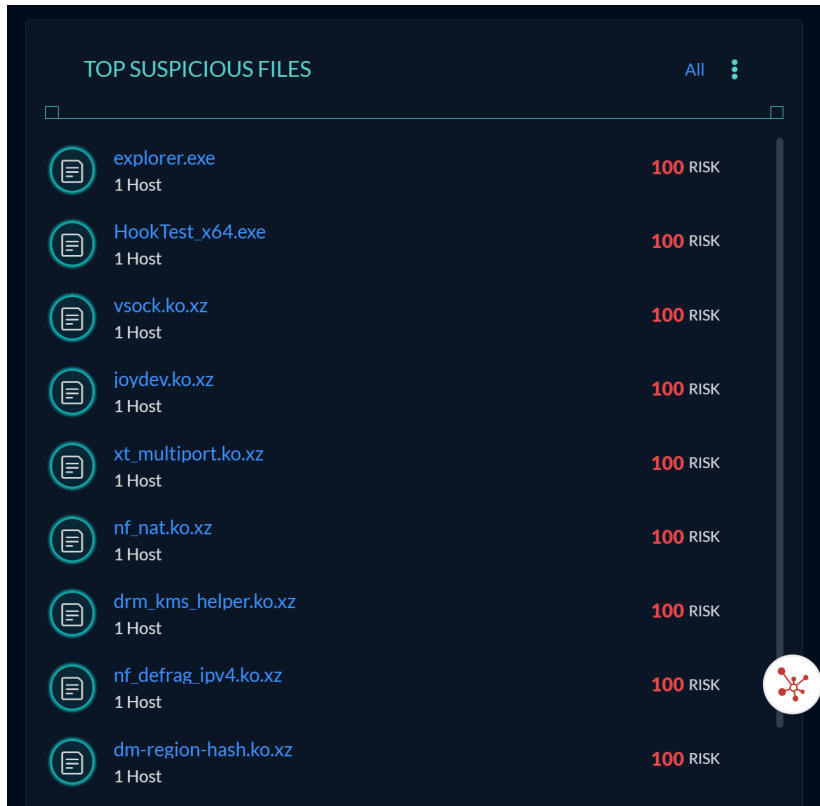 TOP SUSPICIOUS FILES
All
explorer.exe
1 Host
100 RISK
HookTest_x64.exe
1 Host
100 RISK
vsock.ko.xz
1 Host
100 RISK
joydev.ko.xz
1 Host
100 RISK
xt_multiport.ko.xz
1 Host
100 RISK
nf_nat.ko.xz
1 Host
100 RISK
drm_kms_helper.ko.xz
1 Host
100 RISK
nf_defrag_ipv4.ko.xz
1 Host
100 RISK
dm-region-hash.ko.xz
1 Host
100 RISK